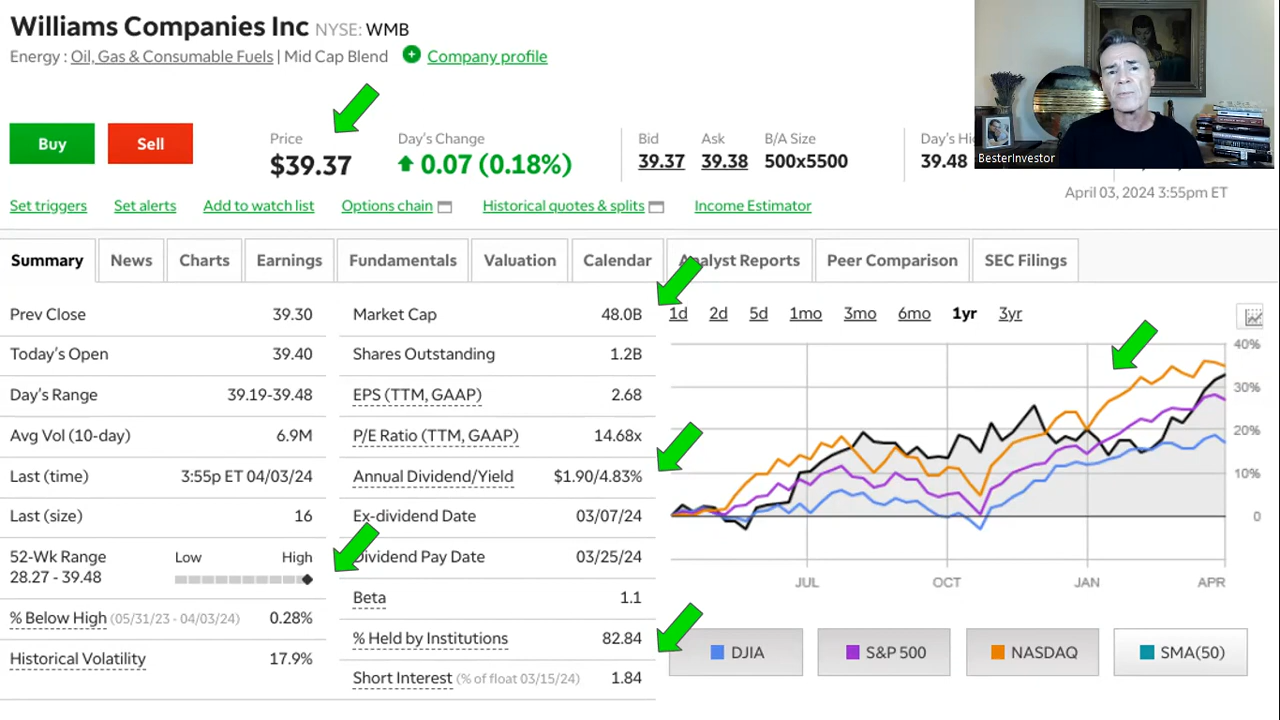 Williams Companies Inc NYSE: WMB
Energy : Oil, Gas & Consumable Fuels | Mid Cap Blend Company profile
BesterInvestor
Buy
Sell
Price
$39.37
Day's Change
0.07 (0.18%)
Bid
39.37
Ask
39.38
B/A Size
500x5500
Day's Hi
39.48
April 03, 2024 3:55pm ET
Set triggers
Set alerts
Add to watch list
Options chain
Historical quotes & splits
Income Estimator
Summary
News
Charts
Earnings
Fundamentals
Valuation
Calendar
Analyst Reports
Peer Comparison
SEC Filings
Prev Close 39.30
Today's Open 39.40
Day's Range 39.19-39.48
Avg Vol (10-day) 6.9M
Last (time) 3:55p ET 04/03/24
Last (size) 16
52-Wk Range Low High
28.27 - 39.48
% Below High (05/31/23 - 04/03/24) 0.28%
Historical Volatility 17.9%
Market Cap 48.0B
Shares Outstanding 1.2B
EPS (TTM, GAAP) 2.68
P/E Ratio (TTM, GAAP) 14.68x
Annual Dividend/Yield $1.90/4.83%
Ex-dividend Date 03/07/24
Dividend Pay Date 03/25/24
Beta 1.1
% Held by Institutions 82.84
Short Interest (% of float 03/15/24) 1.84
1d 2d 5d 1mo 3mo 6mo 1yr 3yr
40%
30%
20%
10%
0
JUL OCT JAN APR
DJIA
S&P 500
NASDAQ
SMA(50)